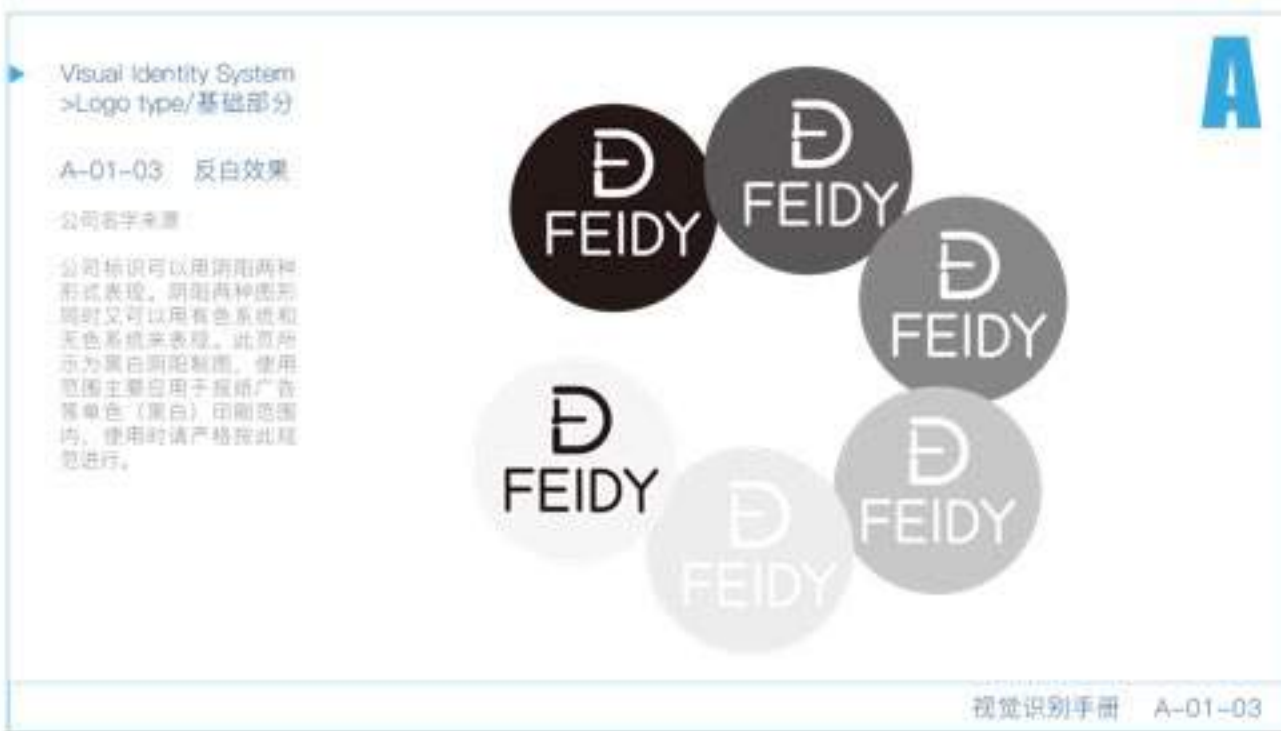 Visual Identity System
>Logo type/基础部分
A-01-03 反白效果
公司名字来源
公司标识可以用阴阳两种
形式表现。阴阳两种图形
同时又可以用有色系统和
无色系统来表现。此页所
示为黑白阴阳制图，使用
范围主要应用于报纸广告
等单色（黑白）印刷范围
内，使用时请严格按此规
范进行。
A
FEIDY
FEIDY
FEIDY
FEIDY
FEIDY
FEIDY
视觉识别手册 A-01-03